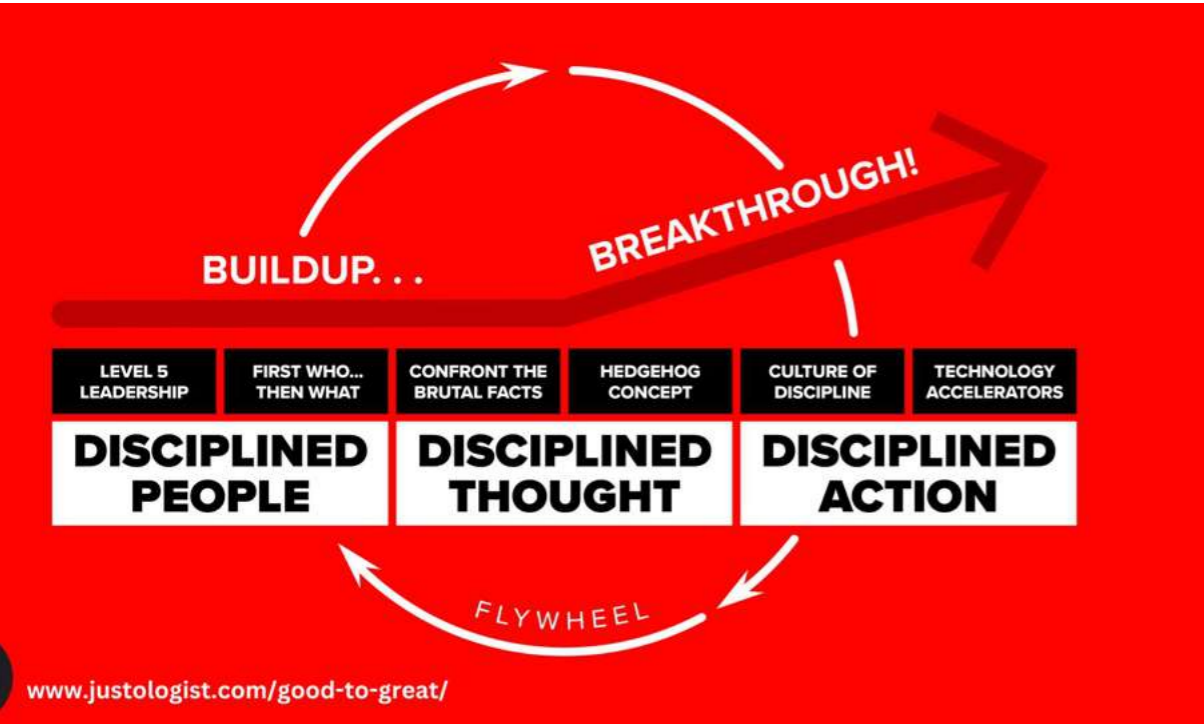 BUILDUP. . .
BREAKTHROUGH!
LEVEL 5
LEADERSHIP
FIRST WHO...
THEN WHAT
CONFRONT THE
BRUTAL FACTS
HEDGEHOG
CONCEPT
CULTURE OF
DISCIPLINE
TECHNOLOGY
ACCELERATORS
DISCIPLINED
PEOPLE
DISCIPLINED
THOUGHT
DISCIPLINED
ACTION
FLYWHEEL
www.justologist.com/good-to-great/